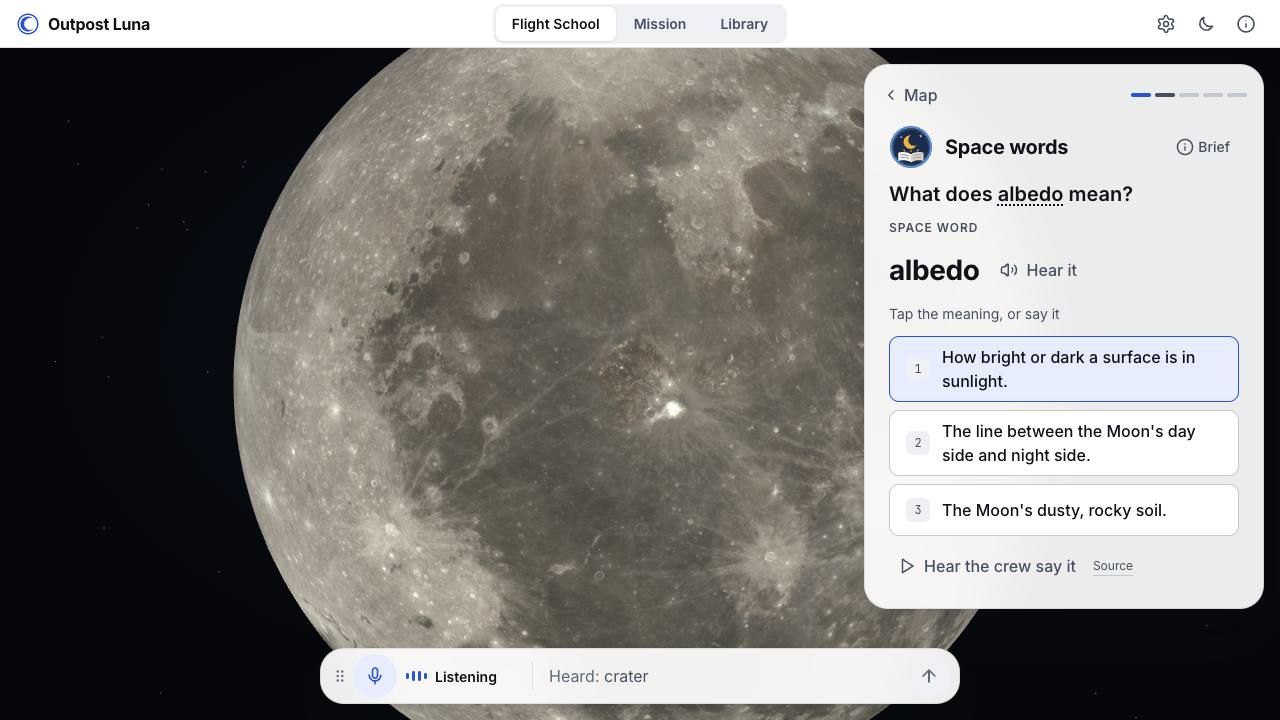 Outpost Luna
Flight School
Mission
Library
Map
Space words
Brief
What does albedo mean?
SPACE WORD
albedo
Hear it
Tap the meaning, or say it
1
How bright or dark a surface is in
sunlight.
2
The line between the Moon's day
side and night side.
3
The Moon's dusty, rocky soil.
Hear the crew say it
Source
Listening
Heard: crater